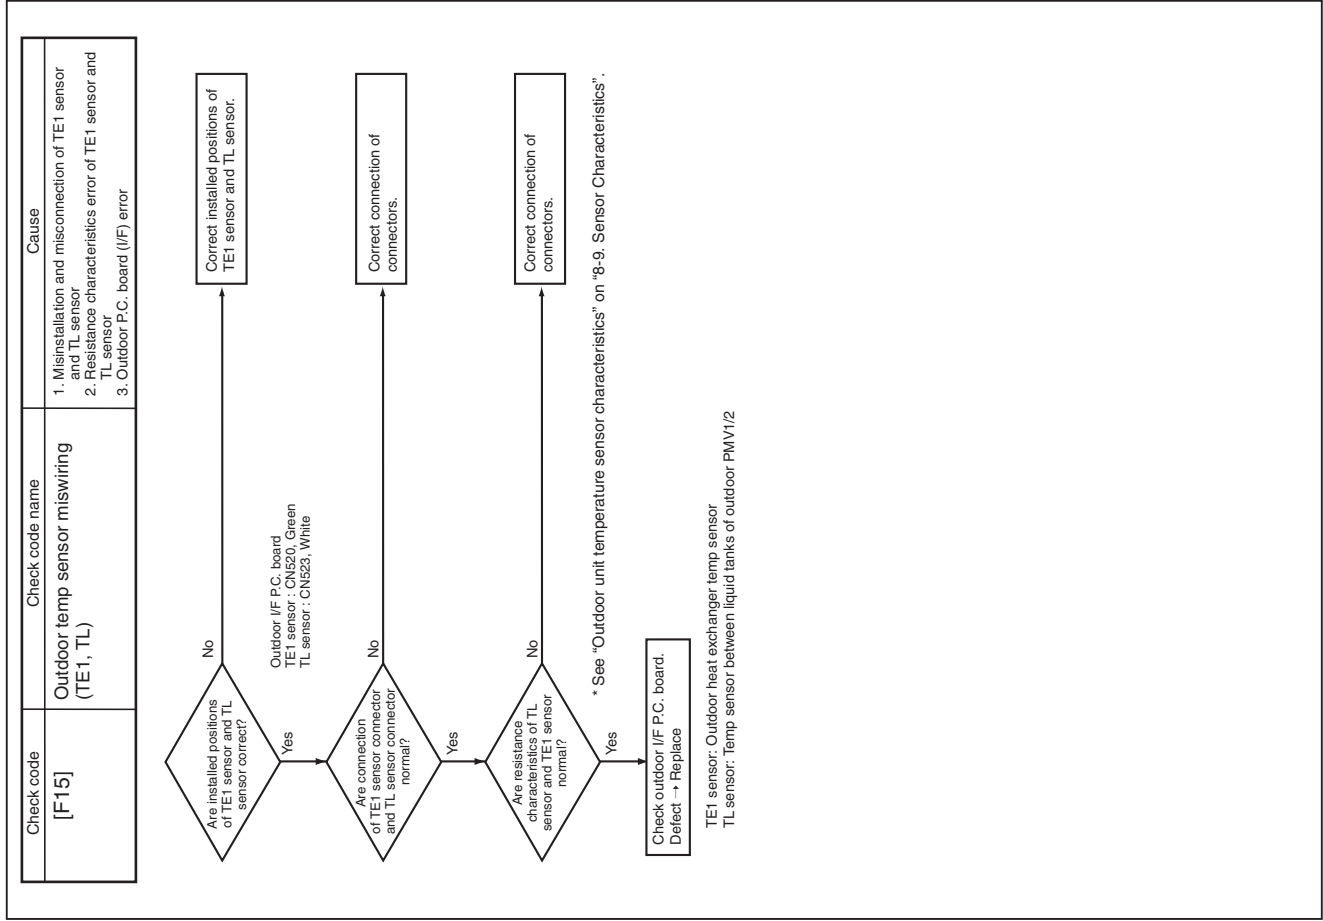 Check code
Check code name
Cause
[F15]
Outdoor temp sensor miswiring
(TE1, TL)
1. Misinstallation and misconnection of TE1 sensor
and TL sensor
2. Resistance characteristics error of TE1 sensor and
TL sensor
3. Outdoor P.C. board (I/F) error
Are installed positions
of TE1 sensor and TL
sensor correct?
No
Correct installed positions of
TE1 sensor and TL sensor.
Yes
Outdoor I/F P.C. board
TE1 sensor : CN520, Green
TL sensor : CN523, White
Are connection
of TE1 sensor connector
and TL sensor connector
normal?
No
Correct connection of
connectors.
Yes
Are resistance
characteristics of TL
sensor and TE1 sensor
normal?
No
Correct connection of
connectors.
Yes
* See “Outdoor unit temperature sensor characteristics” on “8-9. Sensor Characteristics”.
Check outdoor I/F P.C. board.
Defect → Replace
TE1 sensor: Outdoor heat exchanger temp sensor
TL sensor: Temp sensor between liquid tanks of outdoor PMV1/2